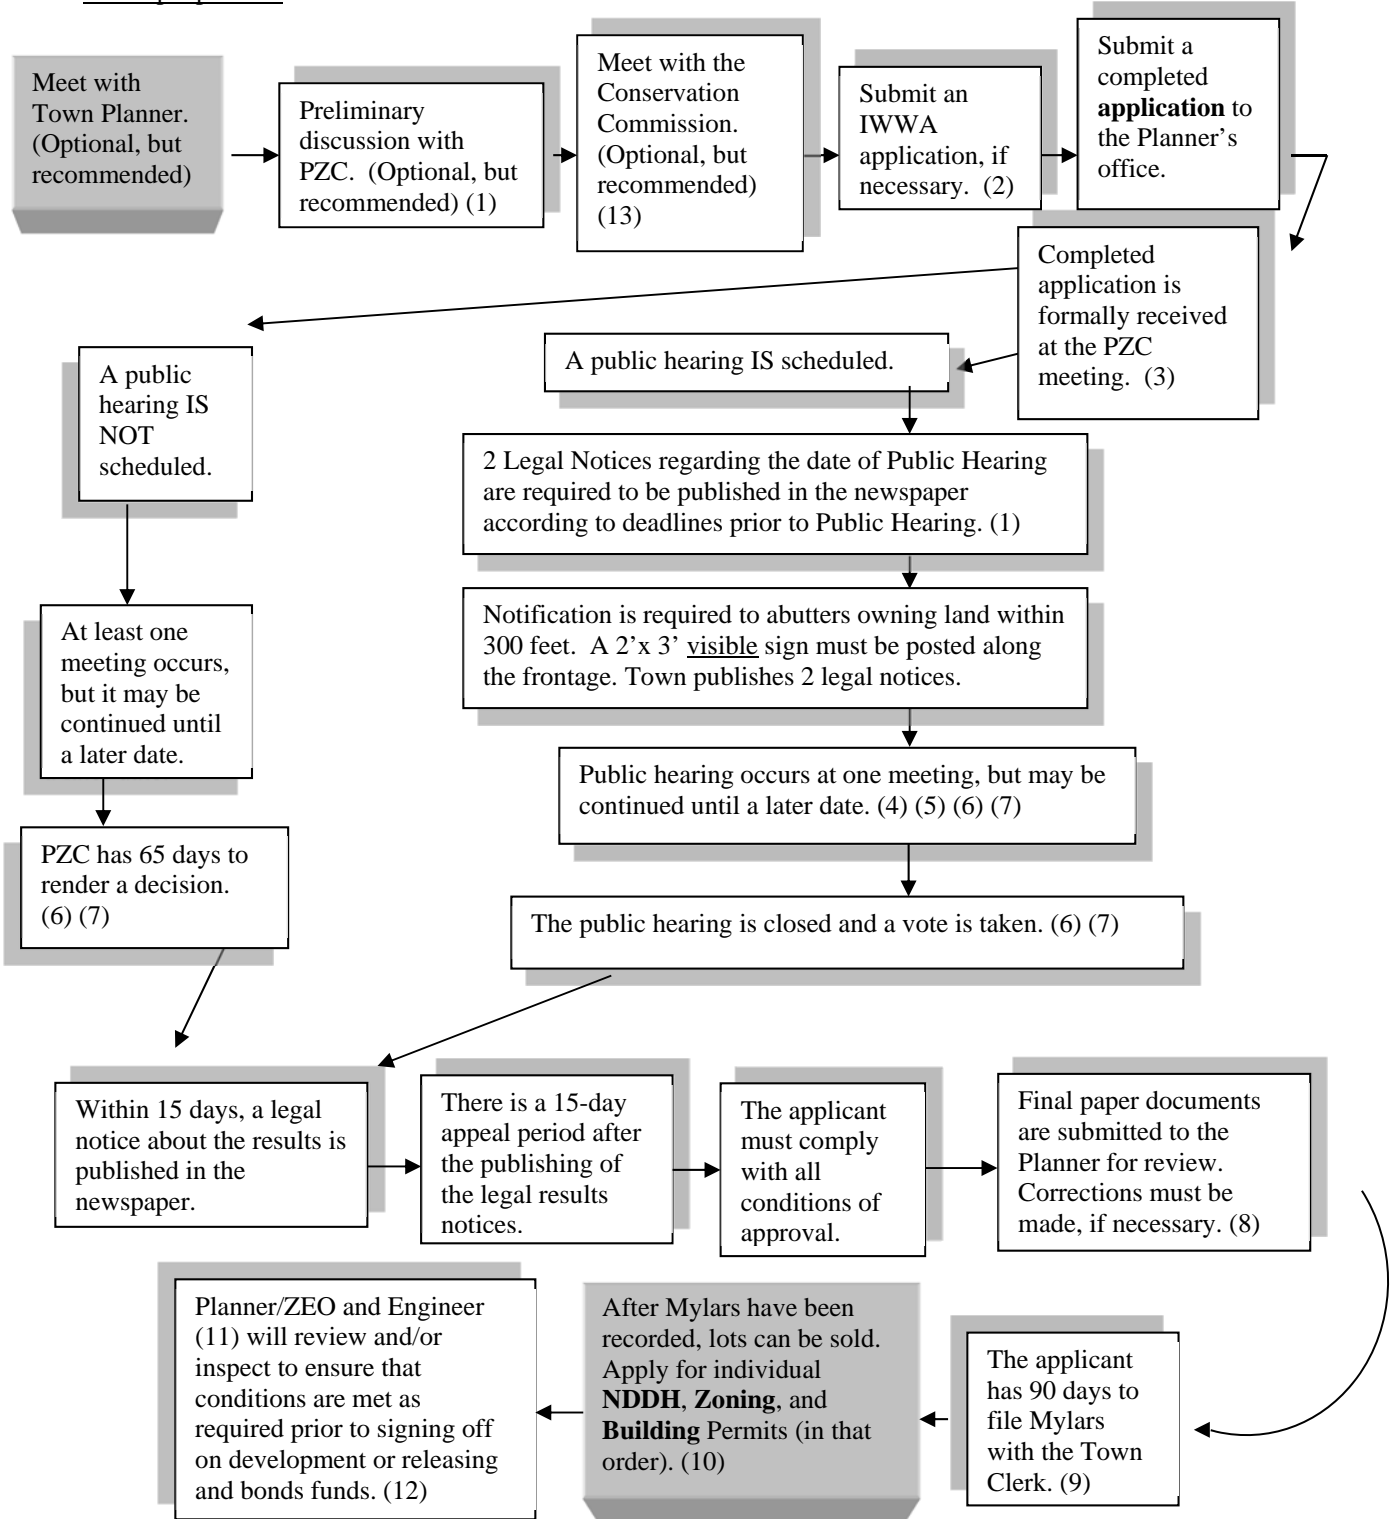 Meet with
Town Planner.
(Optional, but
recommended)
Preliminary
discussion with
PZC.  (Optional, but
recommended) (1)
Meet with the
Conservation
Commission.
(Optional, but
recommended)
(13)
Submit an
IWWA
application, if
necessary.  (2)
Submit a
completed
application to
the Planner's
office.
Completed
application is
formally received
at the PZC
meeting.  (3)
A public
hearing IS
NOT
scheduled.
A public hearing IS scheduled.
2 Legal Notices regarding the date of Public Hearing
are required to be published in the newspaper
according to deadlines prior to Public Hearing. (1)
Notification is required to abutters owning land within
300 feet.  A 2'x 3' visible sign must be posted along
the frontage. Town publishes 2 legal notices.
At least one
meeting occurs,
but it may be
continued until
a later date.
Public hearing occurs at one meeting, but may be
continued until a later date. (4) (5) (6) (7)
PZC has 65 days to
render a decision.
(6) (7)
The public hearing is closed and a vote is taken. (6) (7)
Within 15 days, a legal
notice about the results is
published in the
newspaper.
There is a 15-day
appeal period after
the publishing of
the legal results
notices.
The applicant
must comply
with all
conditions of
approval.
Final paper documents
are submitted to the
Planner for review.
Corrections must be
made, if necessary. (8)
The applicant
has 90 days to
file Mylars
with the Town
Clerk. (9)
After Mylars have been
recorded, lots can be sold.
Apply for individual
NDDH, Zoning, and
Building Permits (in that
order). (10)
Planner/ZEO and Engineer
(11) will review and/or
inspect to ensure that
conditions are met as
required prior to signing off
on development or releasing
and bonds funds. (12)